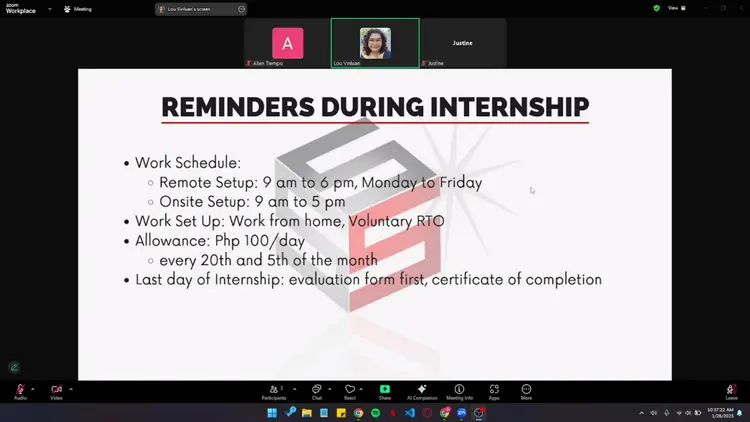 zoom
Workplace
Meeting
Lou Vinluan's screen
View
A
Allen Tiempo
Lou Vinluan
Justine
Justine
REMINDERS DURING INTERNSHIP
• Work Schedule:
○ Remote Setup: 9 am to 6 pm, Monday to Friday
○ Onsite Setup: 9 am to 5 pm
• Work Set Up: Work from home, Voluntary RTO
• Allowance: Php 100/day
○ every 20th and 5th of the month
• Last day of Internship: evaluation form first, certificate of completion
Audio
Video
Participants
3
Chat
React
Share
AI Companion
Meeting Info
Apps
More
Leave
10:37:22 AM
1/28/2025